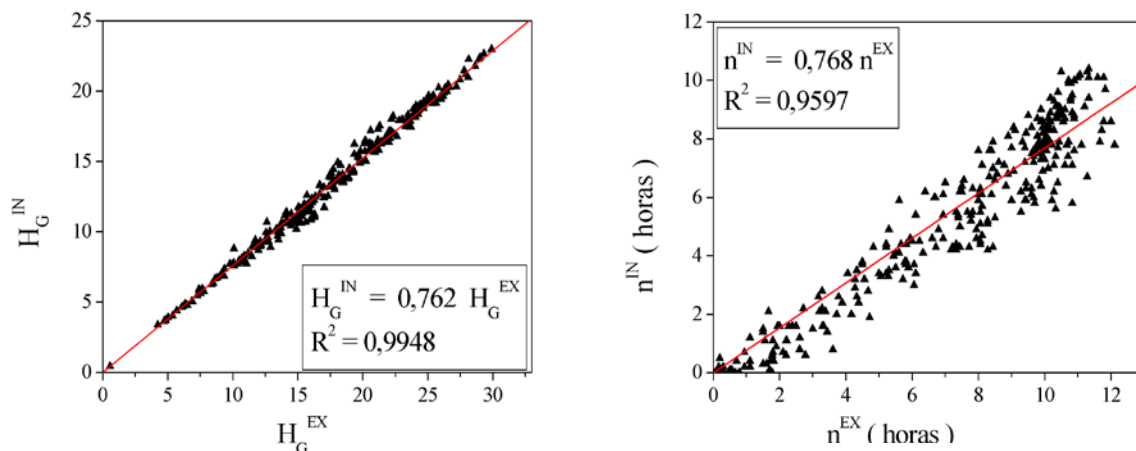 25
20
15
10
5
0
H_G^IN
H_G^IN = 0,762 H_G^EX
R^2 = 0,9948
0 5 10 15 20 25 30
H_G^EX
12
10
8
6
4
2
0
n^IN ( horas )
n^IN = 0,768 n^EX
R^2 = 0,9597
0 2 4 6 8 10 12
n^EX ( horas )